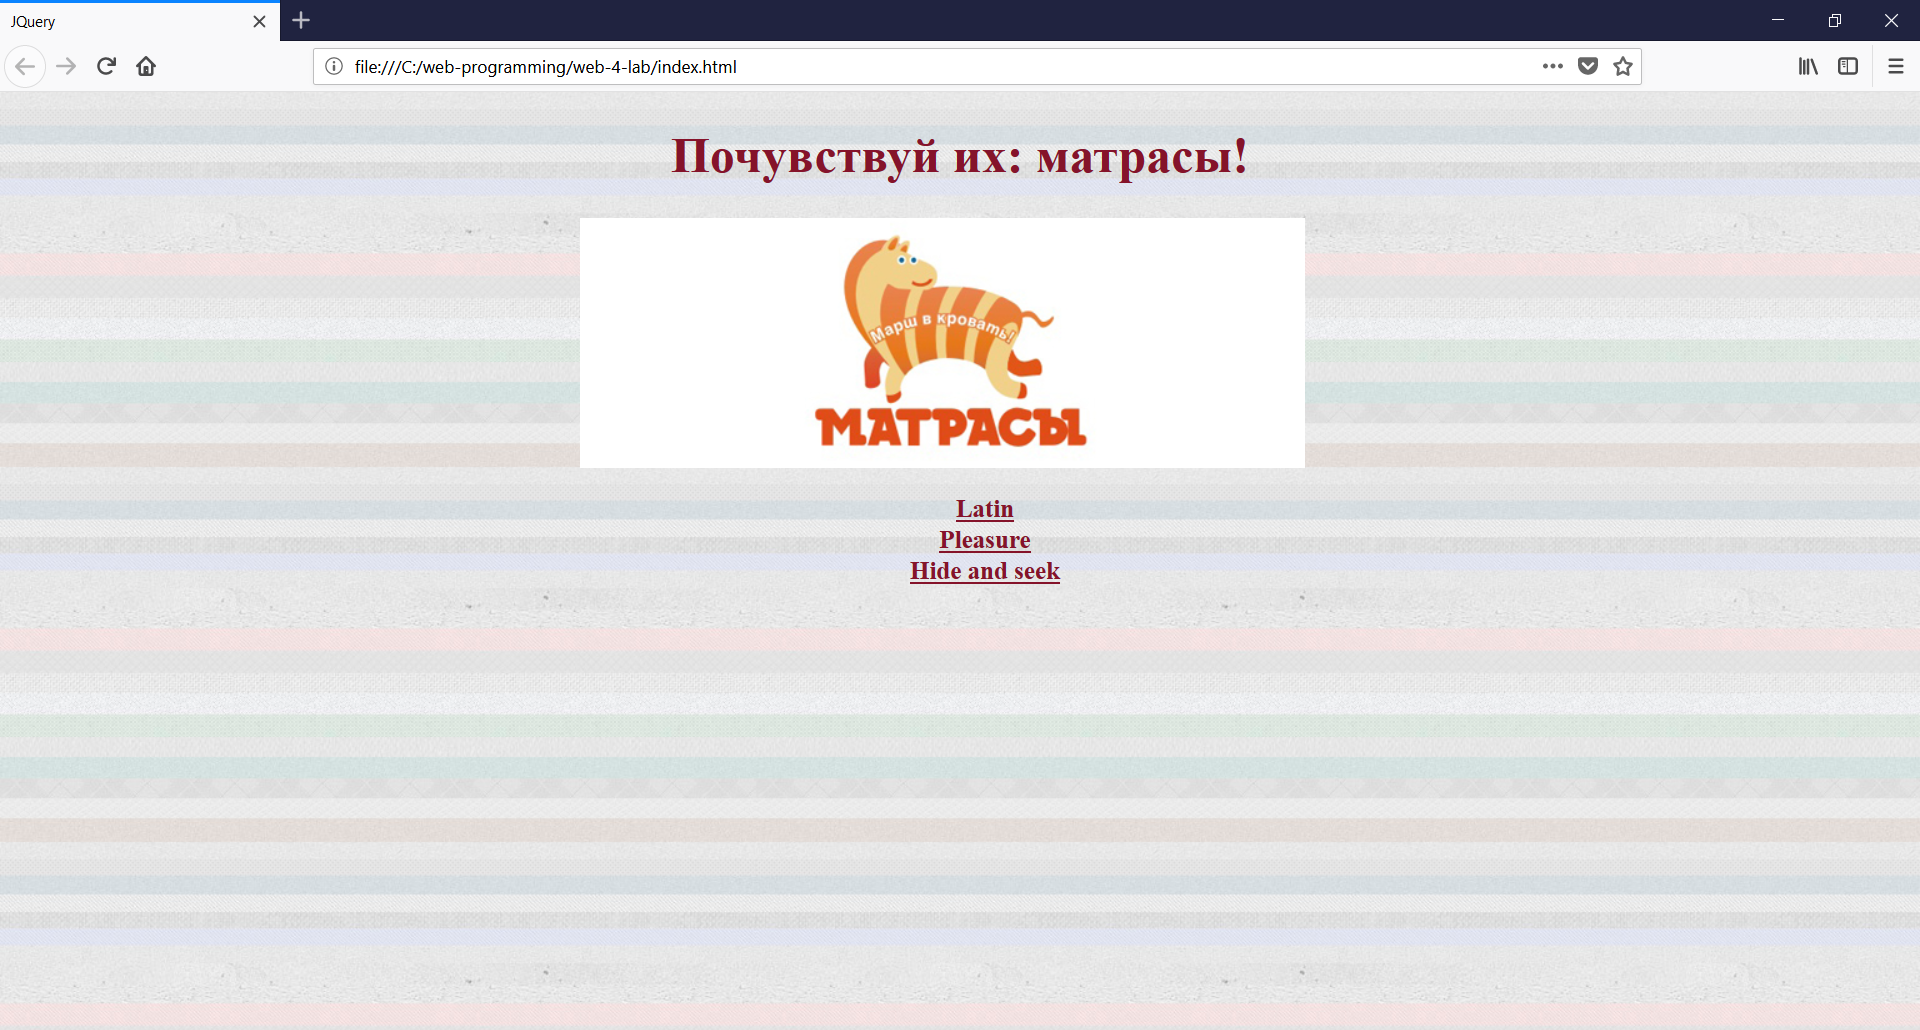 JQuery
file:///C:/web-programming/web-4-lab/index.html
Почувствуй их: матрасы!
Марш в кровать!
МАТРАСЫ
Latin
Pleasure
Hide and seek